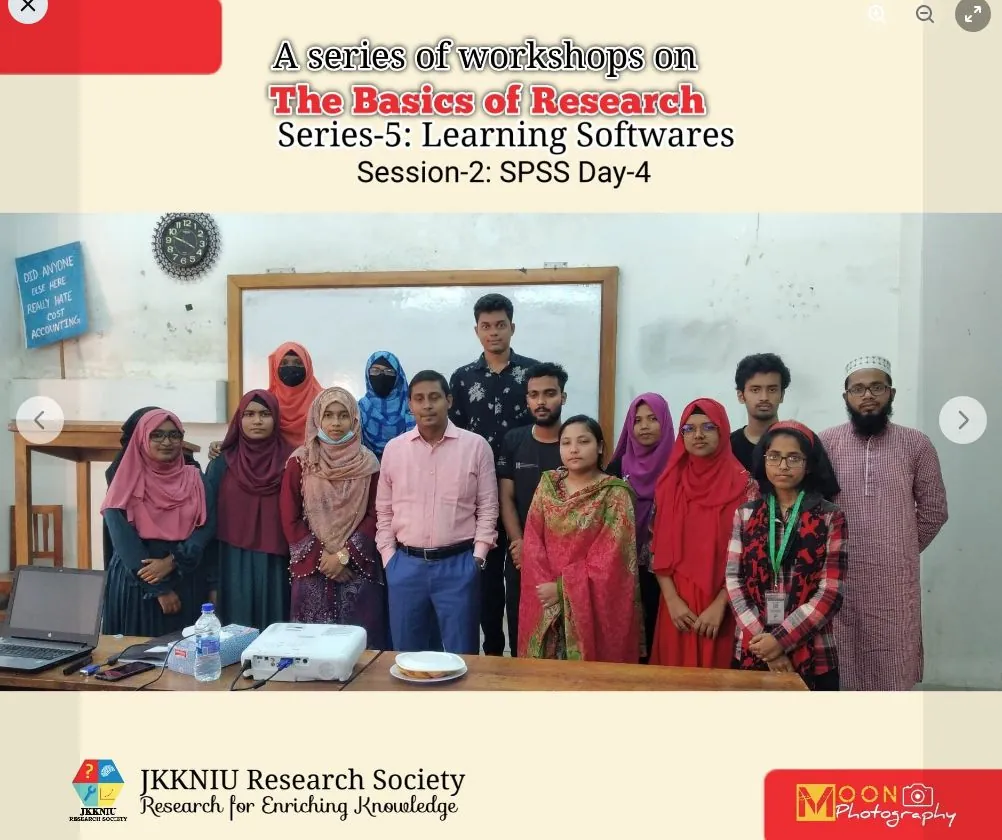 A series of workshops on
The Basics of Research
Series-5: Learning Softwares
Session-2: SPSS Day-4
DID ANYONE
ELSE HERE
REALLY HATE
COST
ACCOUNTING,
JKKNIU
RESEARCH SOCIETY
JKKNIU Research Society
Research for Enriching Knowledge
MOON
Photography